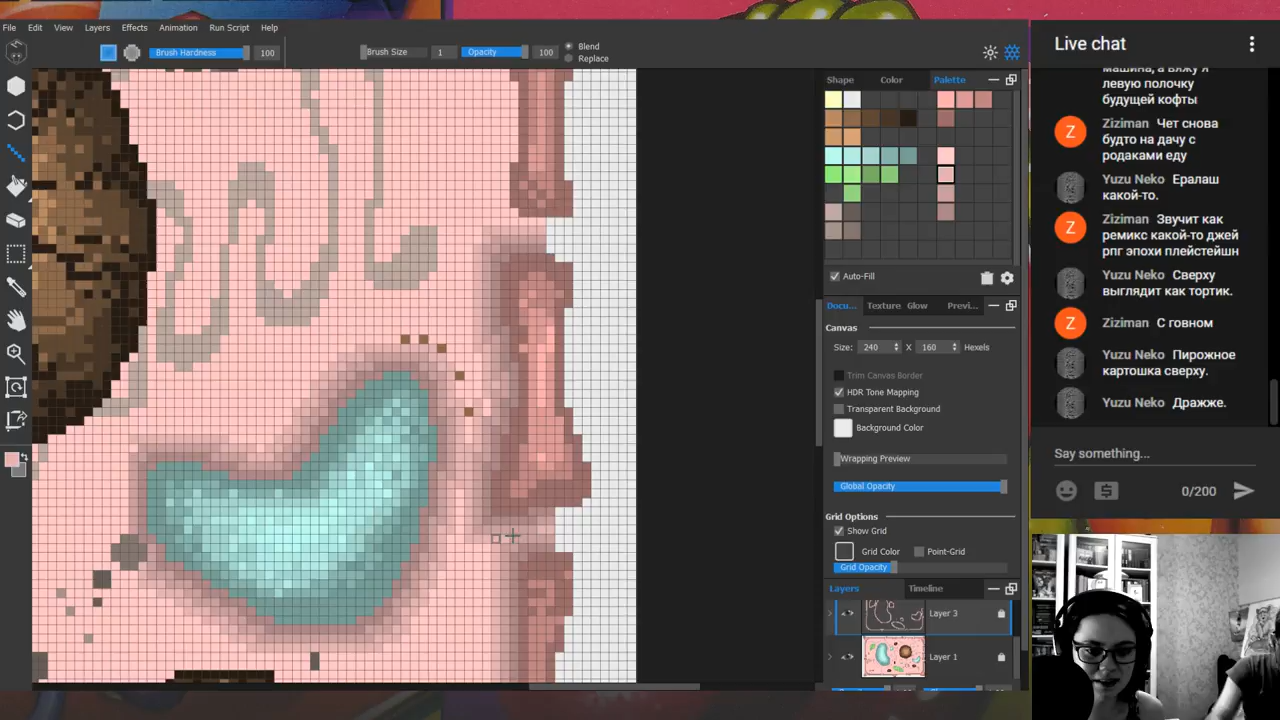 File Edit View Layers Effects Animation Run Script Help
Brush Hardness 100 Brush Size 1 Opacity 100 Blend
Replace
Shape Color Palette
Auto-Fill
Docu... Texture Glow Previ...
Canvas
Size: 240 X 160 Hexels
Trim Canvas Border
HDR Tone Mapping
Transparent Background
Background Color
Wrapping Preview
Global Opacity
Grid Options
Show Grid
Grid Color Point-Grid
Grid Opacity
Layers Timeline
Layer 3
Layer 1
Live chat
машина, а вяжу я
левую полочку
будущей кофты
Z Ziziman Чет снова
будто на дачу с
родаками еду
Yuzu Neko Ералаш
какой-то.
Z Ziziman Звучит как
ремикс какой-то джей
рпг эпохи плейстейшн
Yuzu Neko Сверху
выглядит как тортик.
Z Ziziman С говном
Yuzu Neko Пирожное
картошка сверху.
Yuzu Neko Дражже.
Say something...
0/200